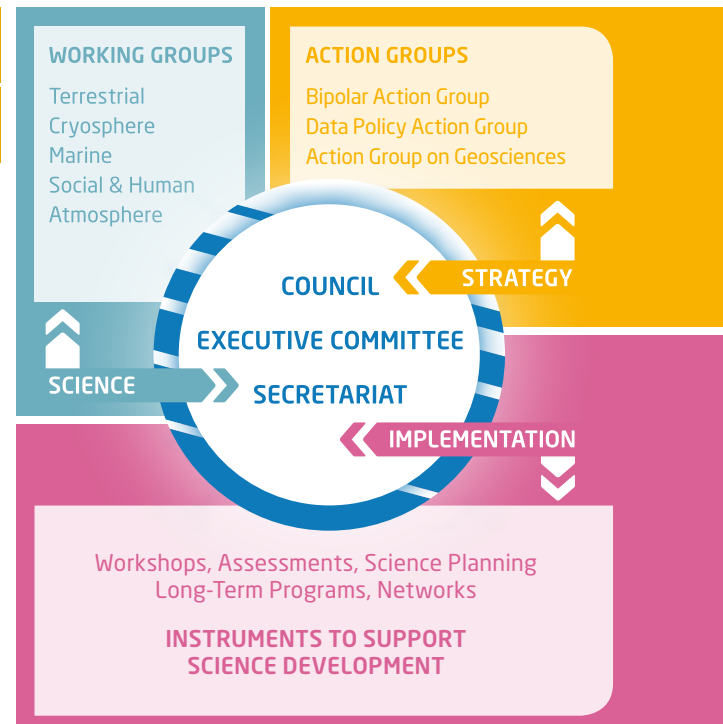 WORKING GROUPS
Terrestrial
Cryosphere
Marine
Social & Human
Atmosphere
ACTION GROUPS
Bipolar Action Group
Data Policy Action Group
Action Group on Geosciences
STRATEGY
COUNCIL
EXECUTIVE COMMITTEE
SECRETARIAT
SCIENCE
IMPLEMENTATION
Workshops, Assessments, Science Planning
Long-Term Programs, Networks
INSTRUMENTS TO SUPPORT
SCIENCE DEVELOPMENT